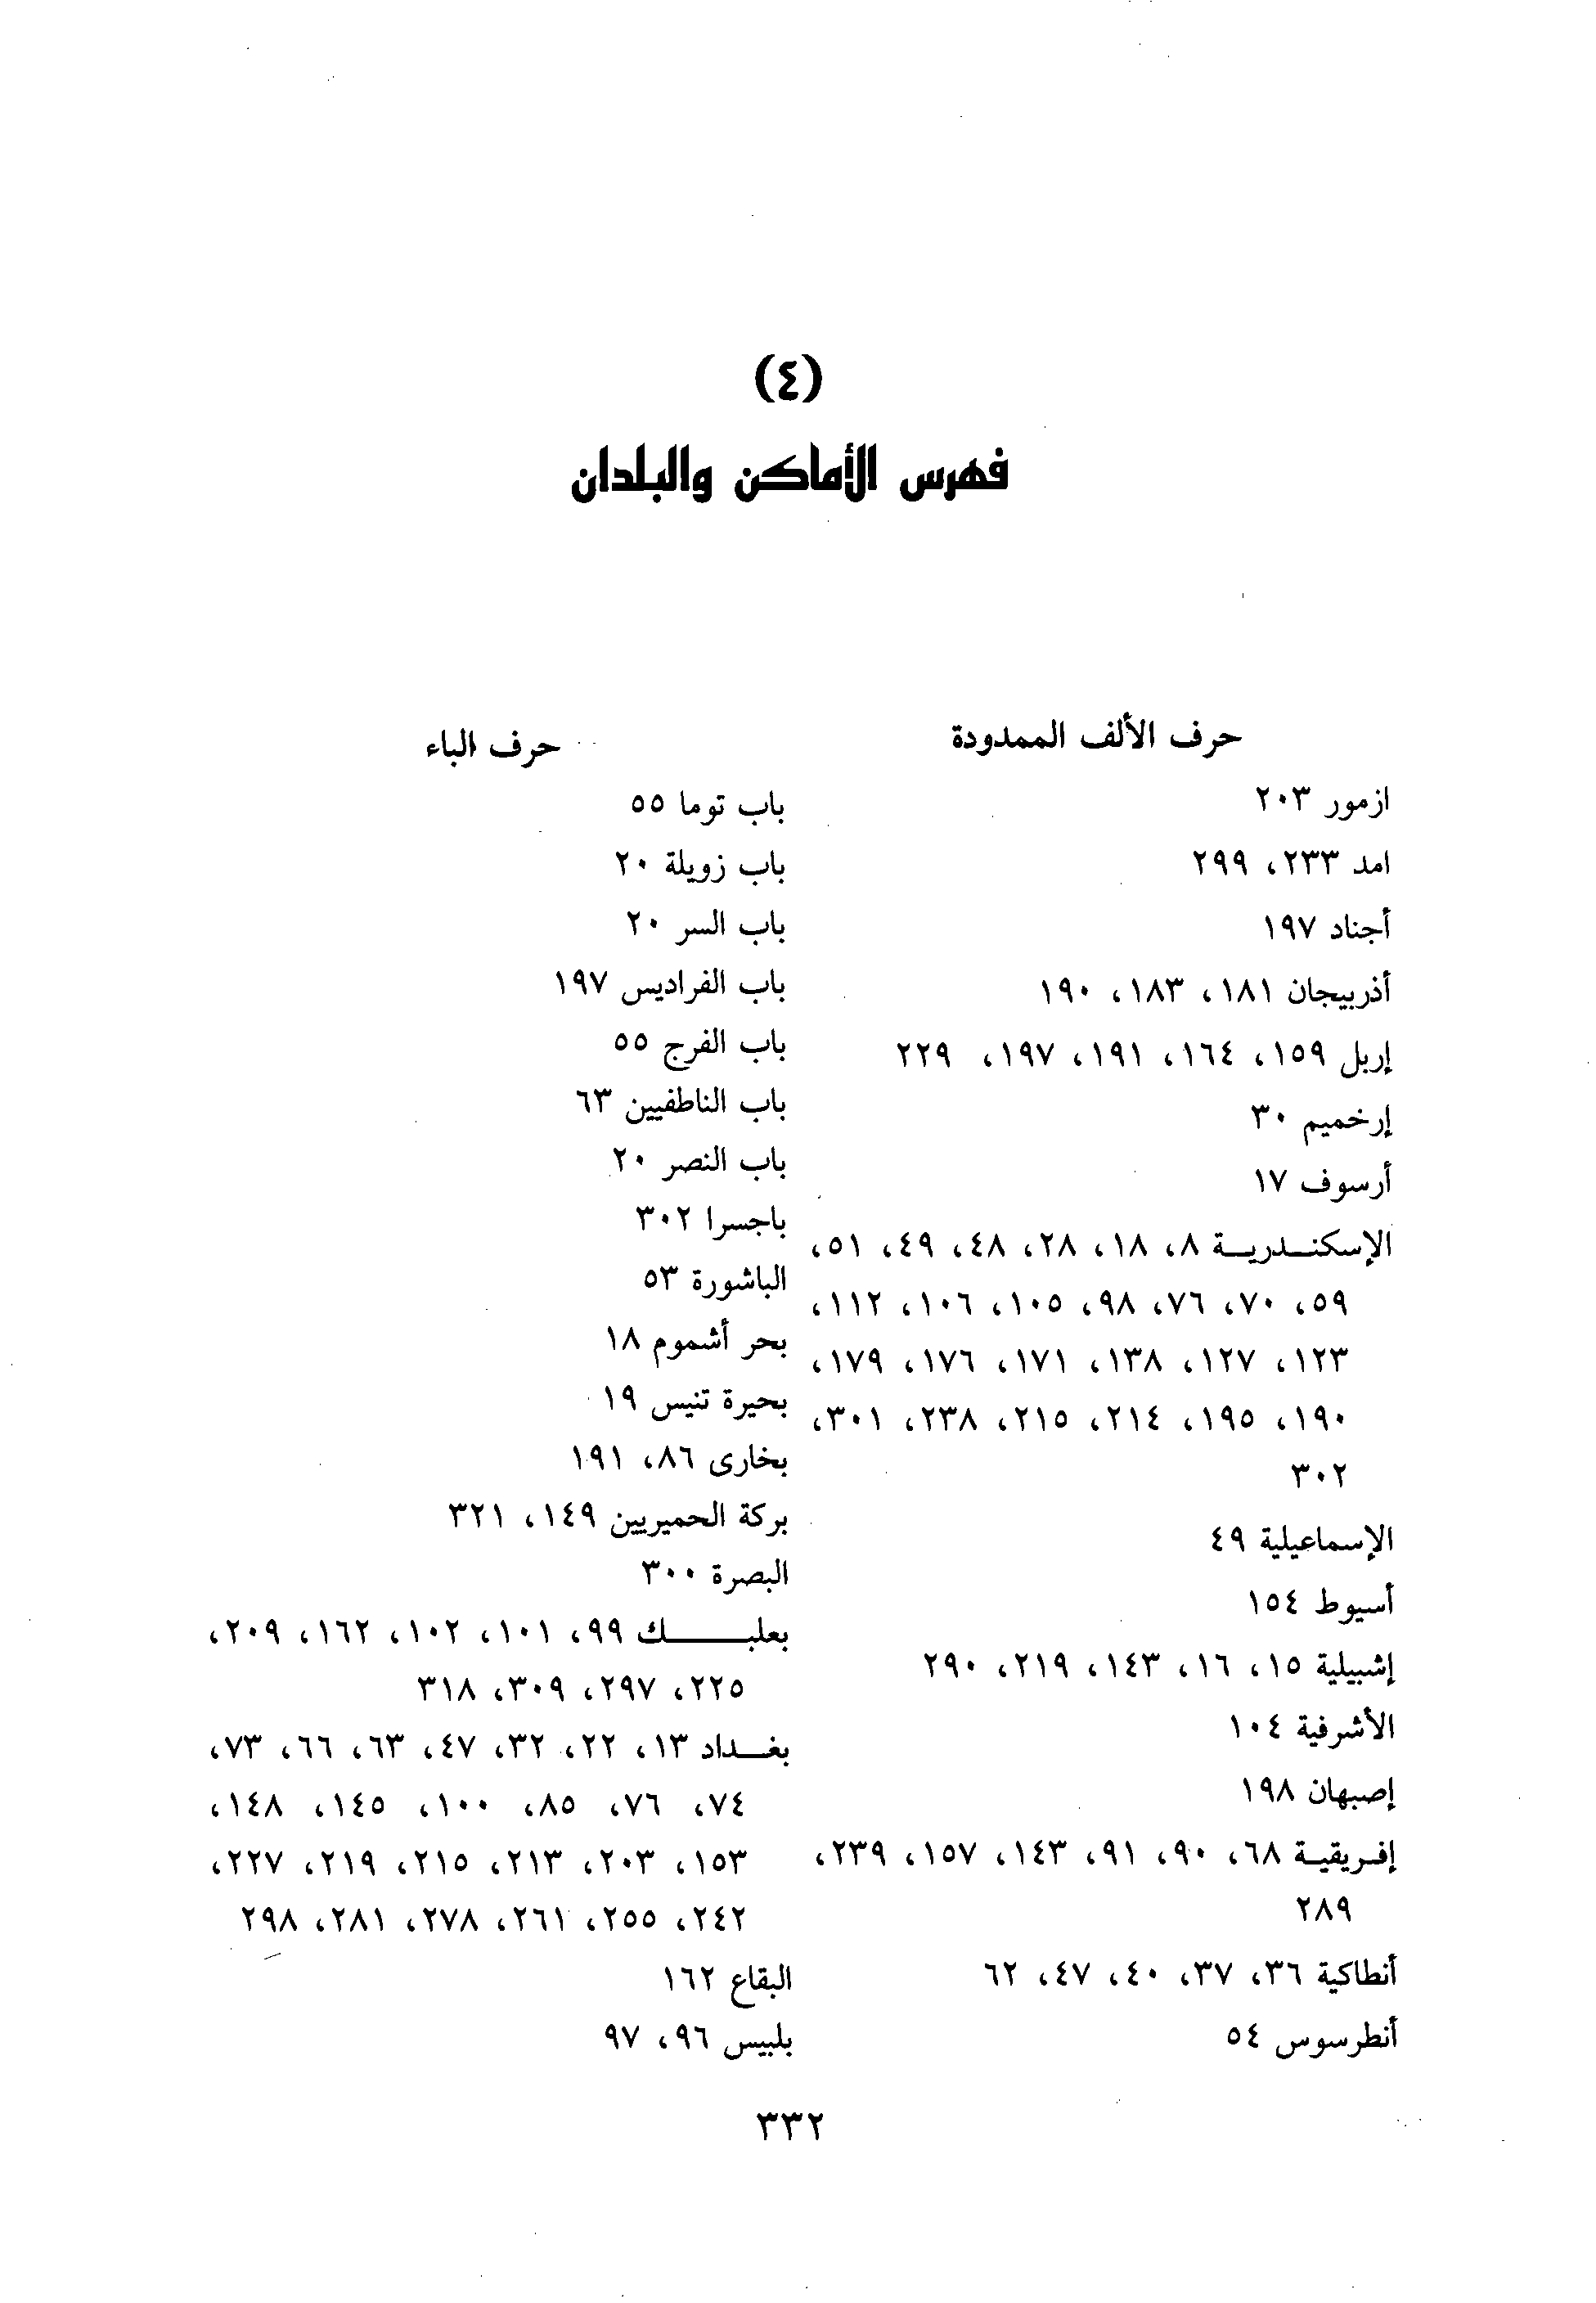 (٤)
فهرس الأماكن والبلدان
حرف الألف الممدودة
ازمور ٢٠٣
امد ٢٣٣، ٢٩٩
أجناد ١٩٧
أذربيجان ١٨١، ١٨٣، ١٩٠
إربل ١٥٩، ١٦٤، ١٩١، ١٩٧، ٢٢٩
إرخميم ٣٠
أرسوف ١٧
الإسكندرية ٨، ١٨، ٢٨، ٤٨، ٤٩، ٥١،
٥٩، ٧٠، ٧٦، ٩٨، ١٠٥، ١٠٦، ١١٢،
١٢٣، ١٢٧، ١٣٨، ١٧١، ١٧٦، ١٧٩،
١٩٠، ١٩٥، ٢١٤، ٢١٥، ٢٣٨، ٣٠١،
٣٠٢
الإسماعيلية ٤٩
أسيوط ١٥٤
إشبيلية ١٥، ١٦، ١٤٣، ٢١٩، ٢٩٠
الأشرفية ١٠٤
إصبهان ١٩٨
إفريقية ٦٨، ٩٠، ٩١، ١٤٣، ١٥٧، ٢٣٩،
٢٨٩
أنطاكية ٣٦، ٣٧، ٤٠، ٤٧، ٦٢
أنطرسوس ٥٤
حرف الباء
باب توما ٥٥
باب زويلة ٢٠
باب السر ٢٠
باب الفراديس ١٩٧
باب الفرج ٥٥
باب الناطفيين ٦٣
باب النصر ٢٠
باجسرا ٣٠٢
الباشورة ٥٣
بحر أشموم ١٨
بحيرة تنيس ١٩
بخارى ٨٦، ١٩١
بركة الحميريين ١٤٩، ٣٢١
البصرة ٣٠٠
بعلبك ٩٩، ١٠١، ١٠٢، ١٦٢، ٢٠٩،
٢٢٥، ٢٩٧، ٣٠٩، ٣١٨
بغداد ١٣، ٢٢، ٣٢، ٤٧، ٦٣، ٦٦، ٧٣،
٧٤، ٧٦، ٨٥، ١٠٠، ١٤٥، ١٤٨،
١٥٣، ٢٠٣، ٢١٣، ٢١٥، ٢١٩، ٢٢٧،
٢٤٢، ٢٥٥، ٢٦١، ٢٧٨، ٢٨١، ٢٩٨
البقاع ١٦٢
بلبيس ٩٦، ٩٧
٣٣٢